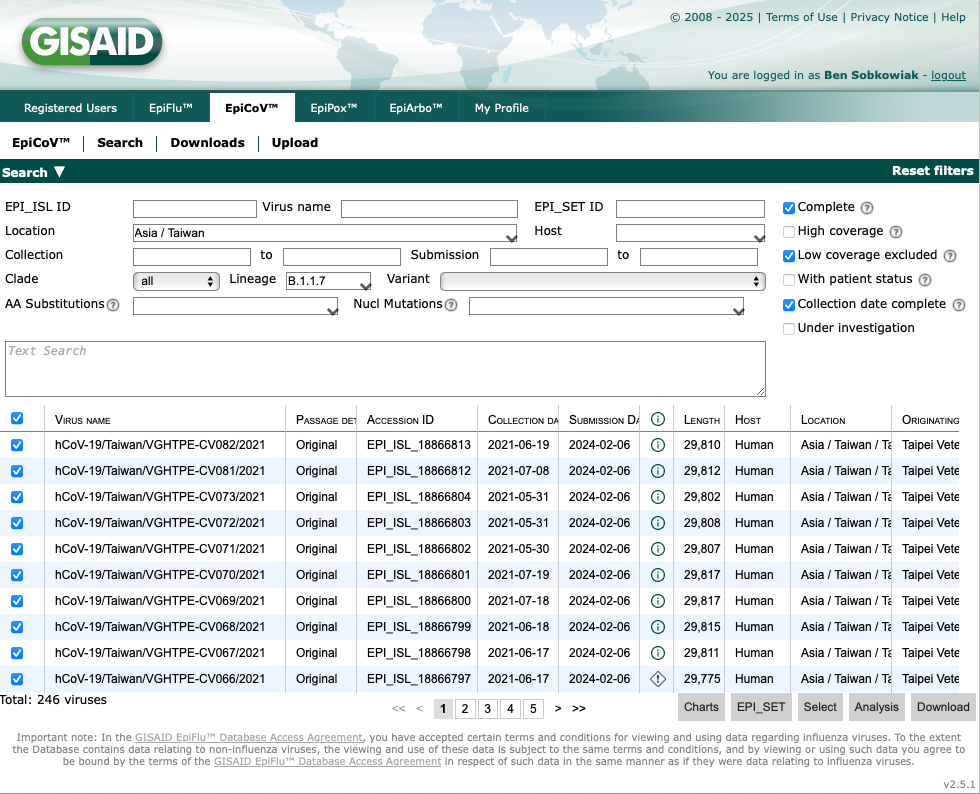 © 2008 - 2025 | Terms of Use | Privacy Notice | Help
GISAID
You are logged in as Ben Sobkowiak - logout
Registered Users EpiFlu™ EpiCoV™ EpiPox™ EpiArbo™ My Profile
EpiCoV™ Search Downloads Upload
Search ▼ Reset filters
EPI_ISL ID Virus name EPI_SET ID Complete ?
Location Asia / Taiwan Host High coverage ?
Collection to Submission to Low coverage excluded ?
Clade all Lineage B.1.1.7 Variant With patient status ?
AA Substitutions ? Nucl Mutations ? Collection date complete ?
Under investigation
Text Search
Virus name Passage det Accession ID Collection da Submission Da i Length Host Location Originating
hCoV-19/Taiwan/VGHTPE-CV082/2021 Original EPI_ISL_18866813 2021-06-19 2024-02-06 i 29,810 Human Asia / Taiwan / Ta Taipei Vete
hCoV-19/Taiwan/VGHTPE-CV081/2021 Original EPI_ISL_18866812 2021-07-08 2024-02-06 i 29,812 Human Asia / Taiwan / Ta Taipei Vete
hCoV-19/Taiwan/VGHTPE-CV073/2021 Original EPI_ISL_18866804 2021-05-31 2024-02-06 i 29,802 Human Asia / Taiwan / Ta Taipei Vete
hCoV-19/Taiwan/VGHTPE-CV072/2021 Original EPI_ISL_18866803 2021-05-31 2024-02-06 i 29,808 Human Asia / Taiwan / Ta Taipei Vete
hCoV-19/Taiwan/VGHTPE-CV071/2021 Original EPI_ISL_18866802 2021-05-30 2024-02-06 i 29,807 Human Asia / Taiwan / Ta Taipei Vete
hCoV-19/Taiwan/VGHTPE-CV070/2021 Original EPI_ISL_18866801 2021-07-19 2024-02-06 i 29,817 Human Asia / Taiwan / Ta Taipei Vete
hCoV-19/Taiwan/VGHTPE-CV069/2021 Original EPI_ISL_18866800 2021-07-18 2024-02-06 i 29,817 Human Asia / Taiwan / Ta Taipei Vete
hCoV-19/Taiwan/VGHTPE-CV068/2021 Original EPI_ISL_18866799 2021-06-18 2024-02-06 i 29,815 Human Asia / Taiwan / Ta Taipei Vete
hCoV-19/Taiwan/VGHTPE-CV067/2021 Original EPI_ISL_18866798 2021-06-17 2024-02-06 i 29,811 Human Asia / Taiwan / Ta Taipei Vete
hCoV-19/Taiwan/VGHTPE-CV066/2021 Original EPI_ISL_18866797 2021-06-17 2024-02-06 ! 29,775 Human Asia / Taiwan / Ta Taipei Vete
Total: 246 viruses << < 1 2 3 4 5 > >> Charts EPI_SET Select Analysis Download
Important note: In the GISAID EpiFlu™ Database Access Agreement, you have accepted certain terms and conditions for viewing and using data regarding influenza viruses. To the extent
the Database contains data relating to non-influenza viruses, the viewing and use of these data is subject to the same terms and conditions, and by viewing or using such data you agree to
be bound by the terms of the GISAID EpiFlu™ Database Access Agreement in respect of such data in the same manner as if they were data relating to influenza viruses.
v2.5.1